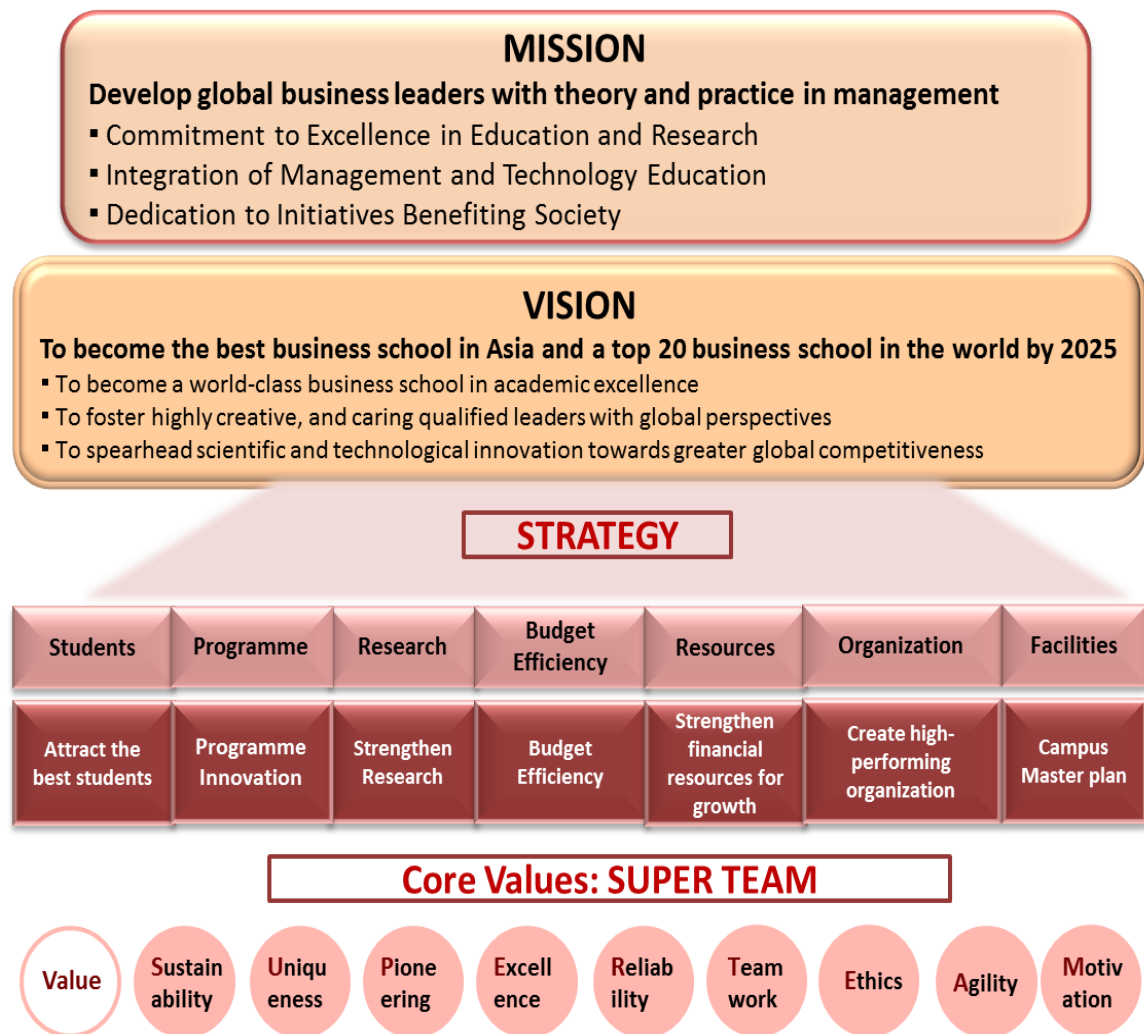 MISSION
Develop global business leaders with theory and practice in management
▪ Commitment to Excellence in Education and Research
▪ Integration of Management and Technology Education
▪ Dedication to Initiatives Benefiting Society
VISION
To become the best business school in Asia and a top 20 business school in the world by 2025
▪ To become a world-class business school in academic excellence
▪ To foster highly creative, and caring qualified leaders with global perspectives
▪ To spearhead scientific and technological innovation towards greater global competitiveness
STRATEGY
Students
Programme
Research
Budget
Efficiency
Resources
Organization
Facilities
Attract the
best students
Programme
Innovation
Strengthen
Research
Budget
Efficiency
Strengthen
financial
resources for
growth
Create high-
performing
organization
Campus
Master plan
Core Values: SUPER TEAM
Value
Sustain
ability
Uniqu
eness
Pione
ering
Excell
ence
Reliab
ility
Team
work
Ethics
Agility
Motiv
ation